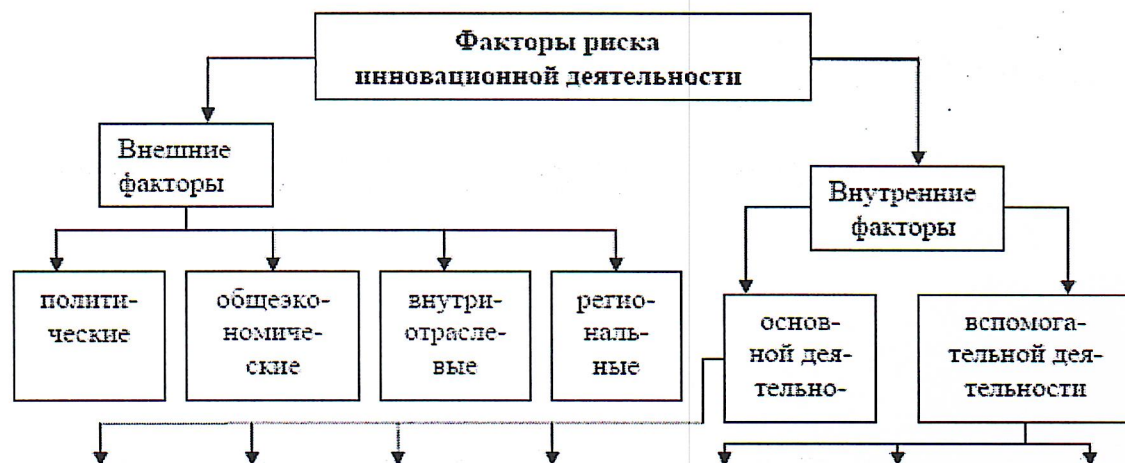 Факторы риска
инновационной деятельности
Внешние
факторы
Внутренние
факторы
полити-
ческие
общеэко-
номиче-
ские
внутри-
отрасле-
вые
регио-
наль-
ные
основ-
ной дея-
тельно-
вспомога-
тельной дея-
тельности